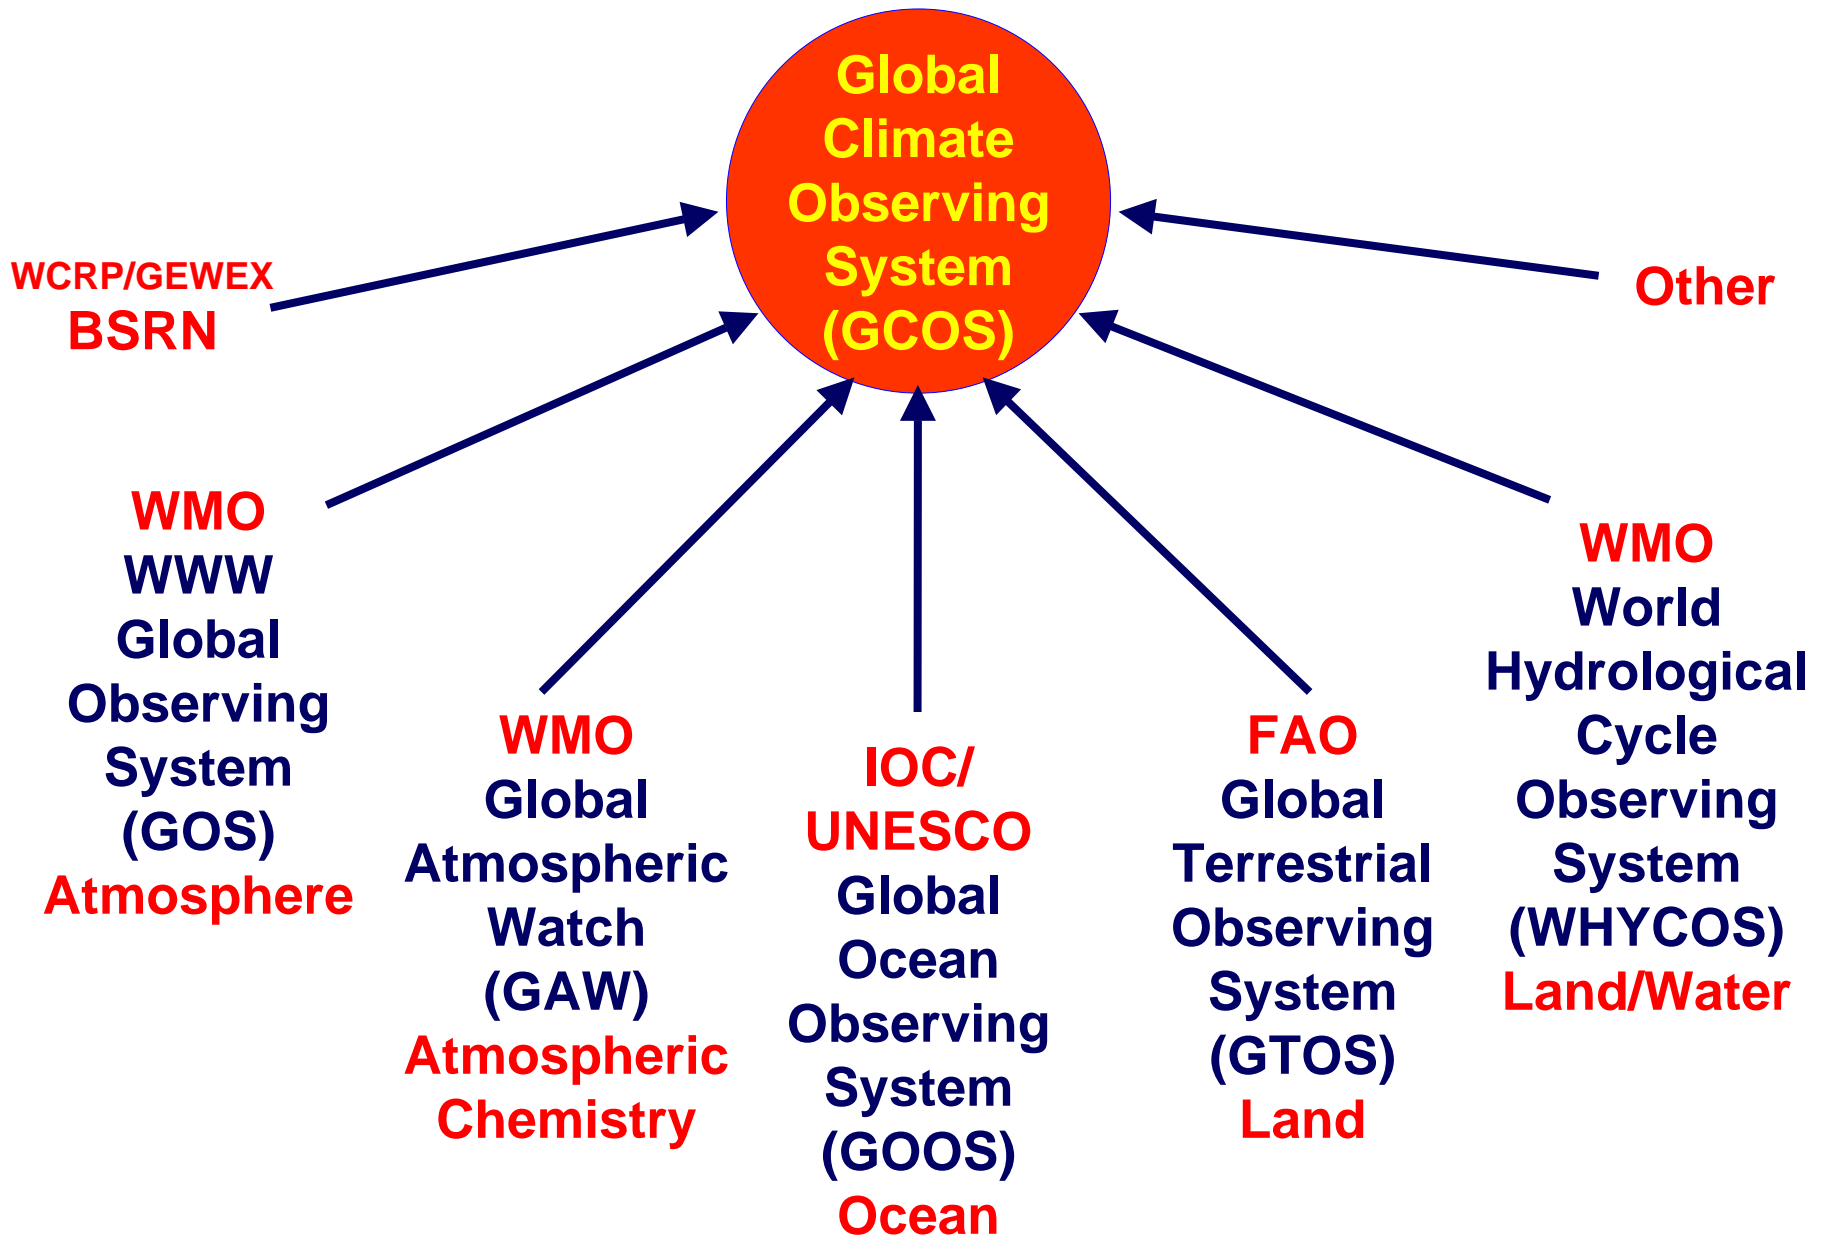 Global
Climate
Observing
System
(GCOS)
WCRP/GEWEX
BSRN
Other
WMO
WWW
Global
Observing
System
(GOS)
Atmosphere
WMO
Global
Atmospheric
Watch
(GAW)
Atmospheric
Chemistry
IOC/
UNESCO
Global
Ocean
Observing
System
(GOOS)
Ocean
FAO
Global
Terrestrial
Observing
System
(GTOS)
Land
WMO
World
Hydrological
Cycle
Observing
System
(WHYCOS)
Land/Water